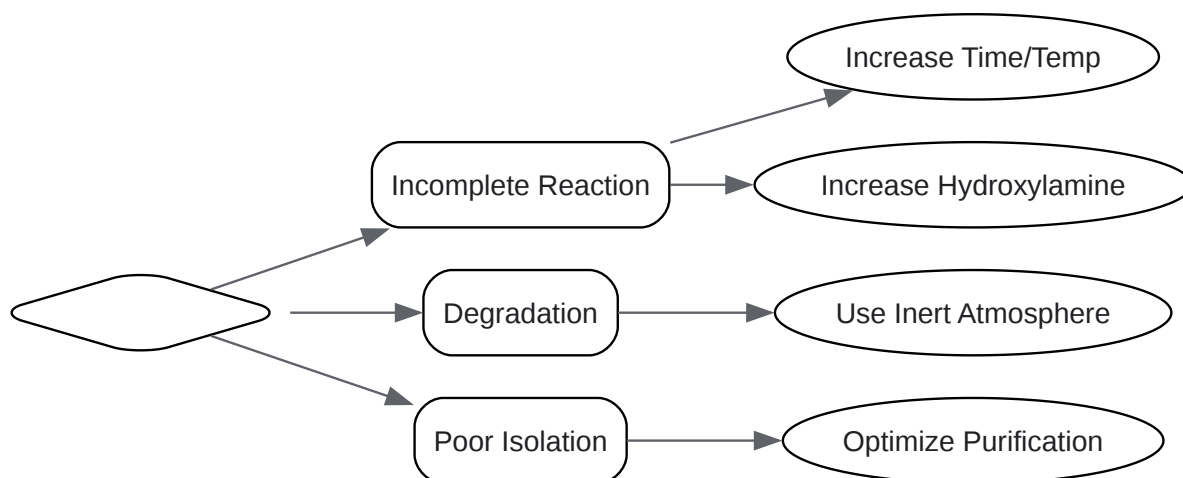 Increase Time/Temp
Incomplete Reaction
Increase Hydroxylamine
Degradation
Use Inert Atmosphere
Poor Isolation
Optimize Purification